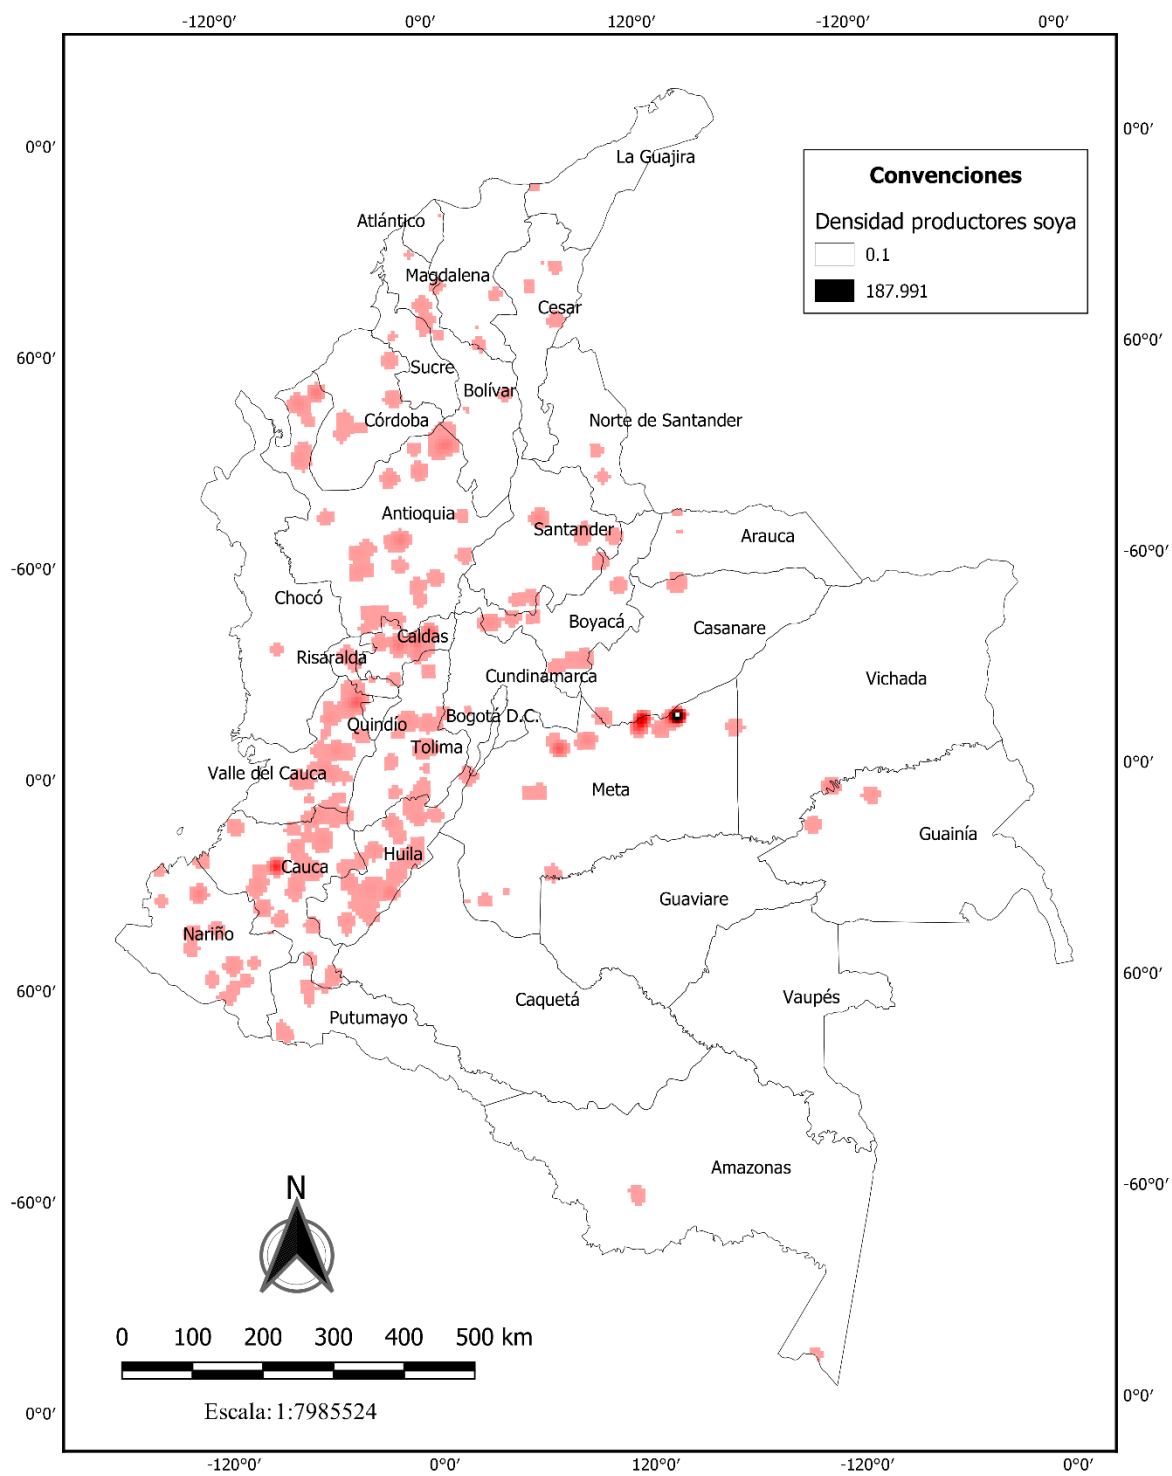 -120°0' 0°0' 120°0' -120°0' 0°0'
0°0' 0°0'
La Guajira
Convenciones
Densidad productores soya
0.1
187.991
Atlántico
Magdalena
Cesar
60°0' 60°0'
Sucre
Bolívar
Córdoba
Norte de Santander
Antioquia
Santander
Arauca
-60°0' -60°0'
Chocó
Boyacá
Casanare
Caldas
Risaralda
Cundinamarca
Vichada
Bogotá D.C.
Quindío
Tolima
Valle del Cauca
0°0' 0°0'
Meta
Guainía
Huila
Cauca
Guaviare
Nariño
60°0' 60°0'
Caquetá
Vaupés
Putumayo
Amazonas
-60°0' -60°0'
N
0 100 200 300 400 500 km
Escala: 1:7985524
0°0' 0°0'
-120°0' 0°0' 120°0' -120°0' 0°0'